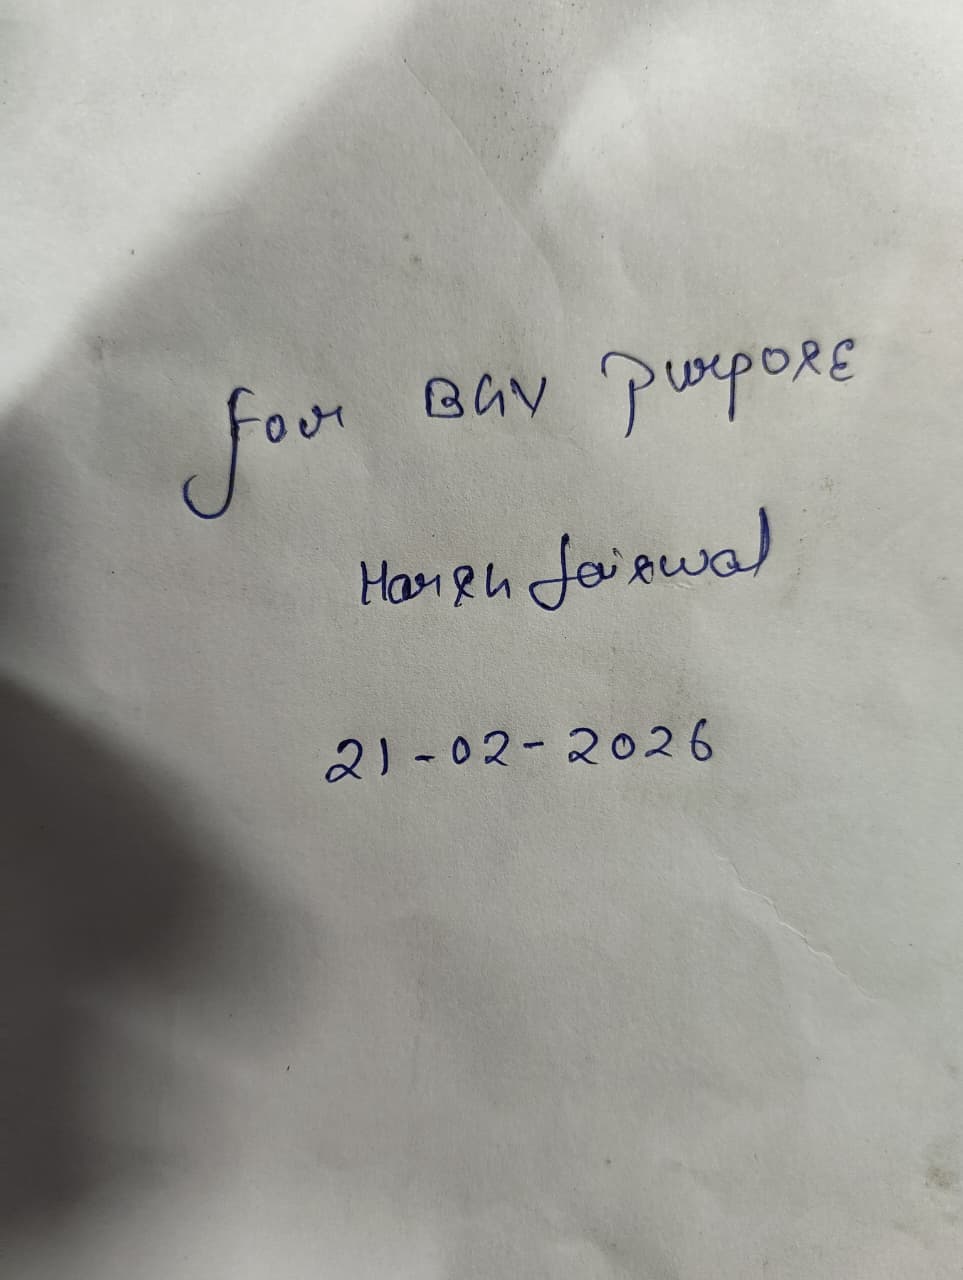 For BGV Purpose
Harsh Jaiswal
21-02-2026